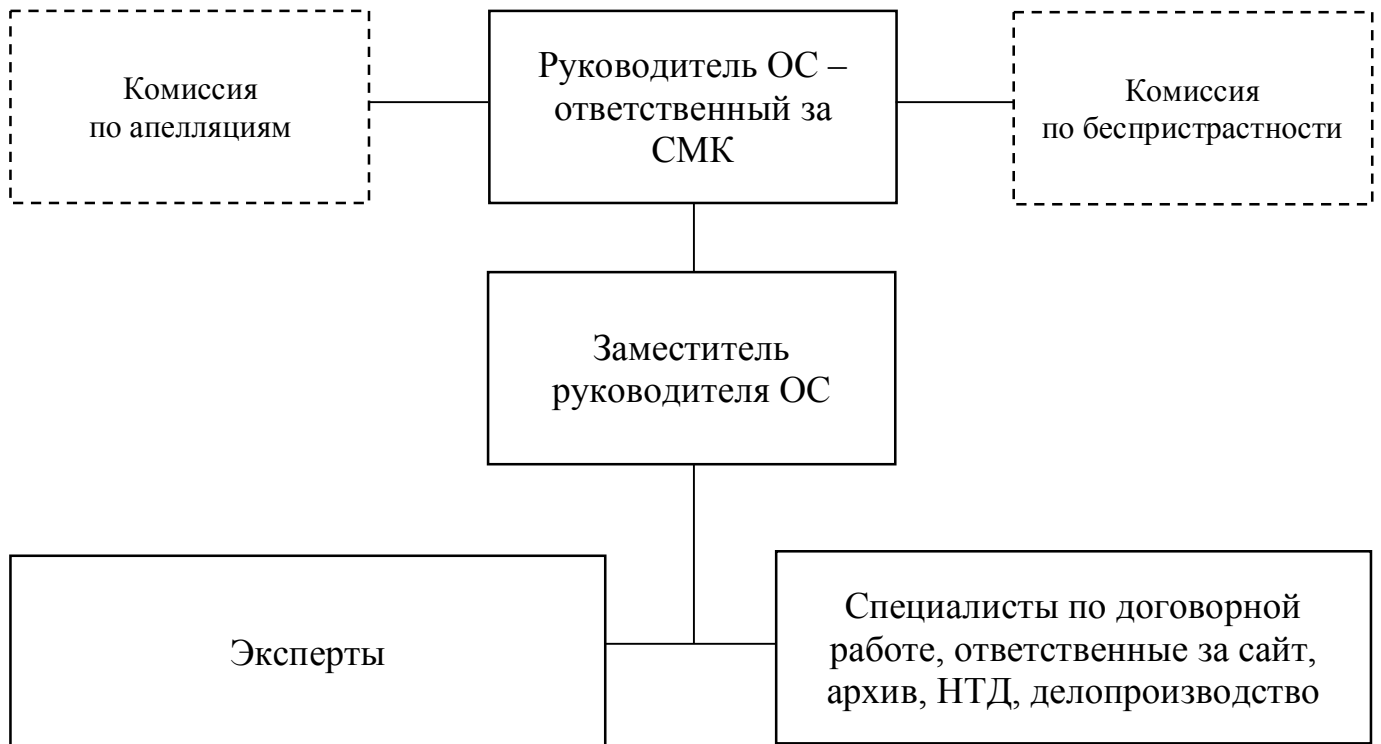 Комиссия
по апелляциям
Руководитель ОС –
ответственный за
СМК
Комиссия
по беспристрастности
Заместитель
руководителя ОС
Эксперты
Специалисты по договорной
работе, ответственные за сайт,
архив, НТД, делопроизводство